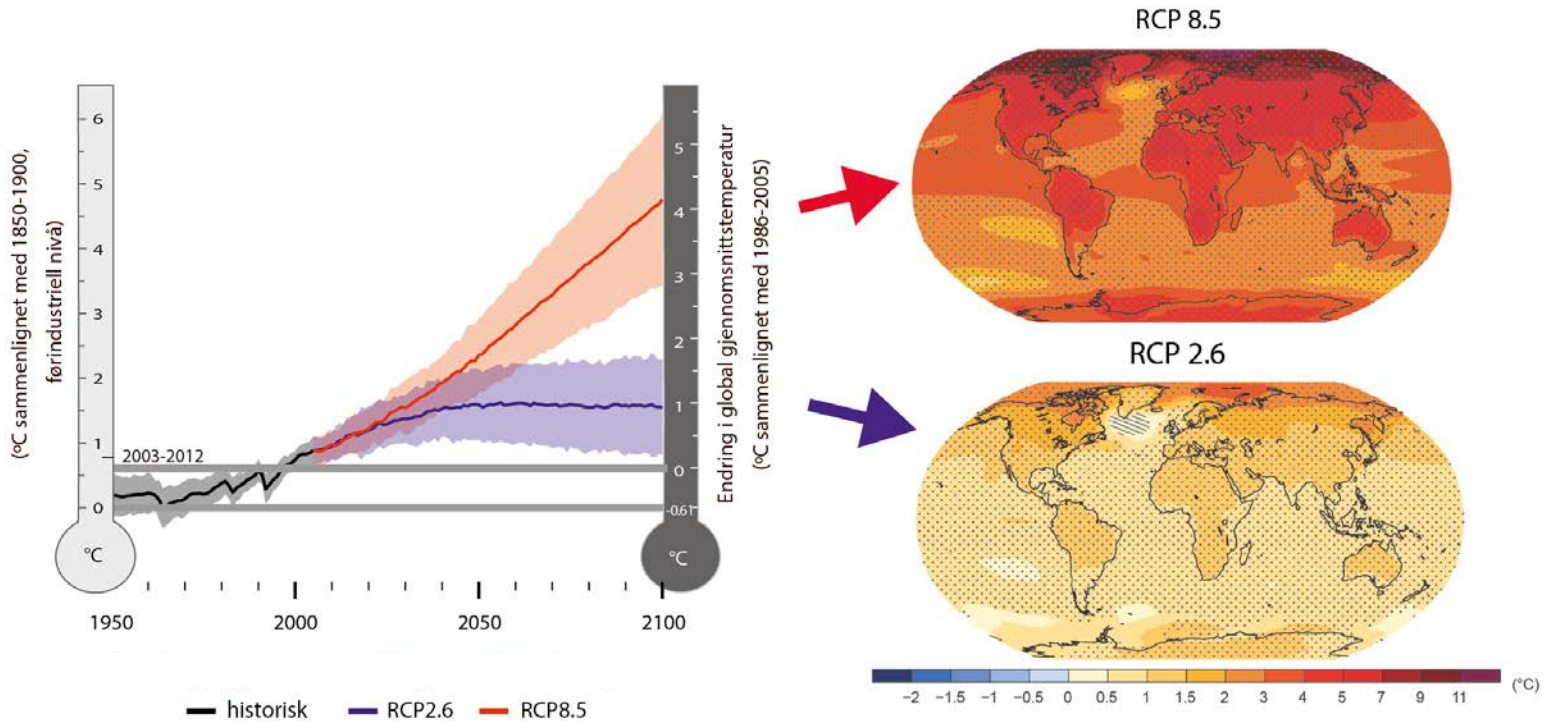 (ºC sammenlignet med 1850-1900,
førindustriell nivå)
6
5
4
3
2
1
0
2003-2012
°C
5
4
3
2
1
0
-0.61
°C
Endring i global gjennomsnittstemperatur
(ºC sammenlignet med 1986-2005)
1950
2000
2050
2100
historisk
RCP2.6
RCP8.5
RCP 8.5
RCP 2.6
-2 -1.5 -1 -0.5 0 0.5 1 1.5 2 3 4 5 7 9 11 (°C)